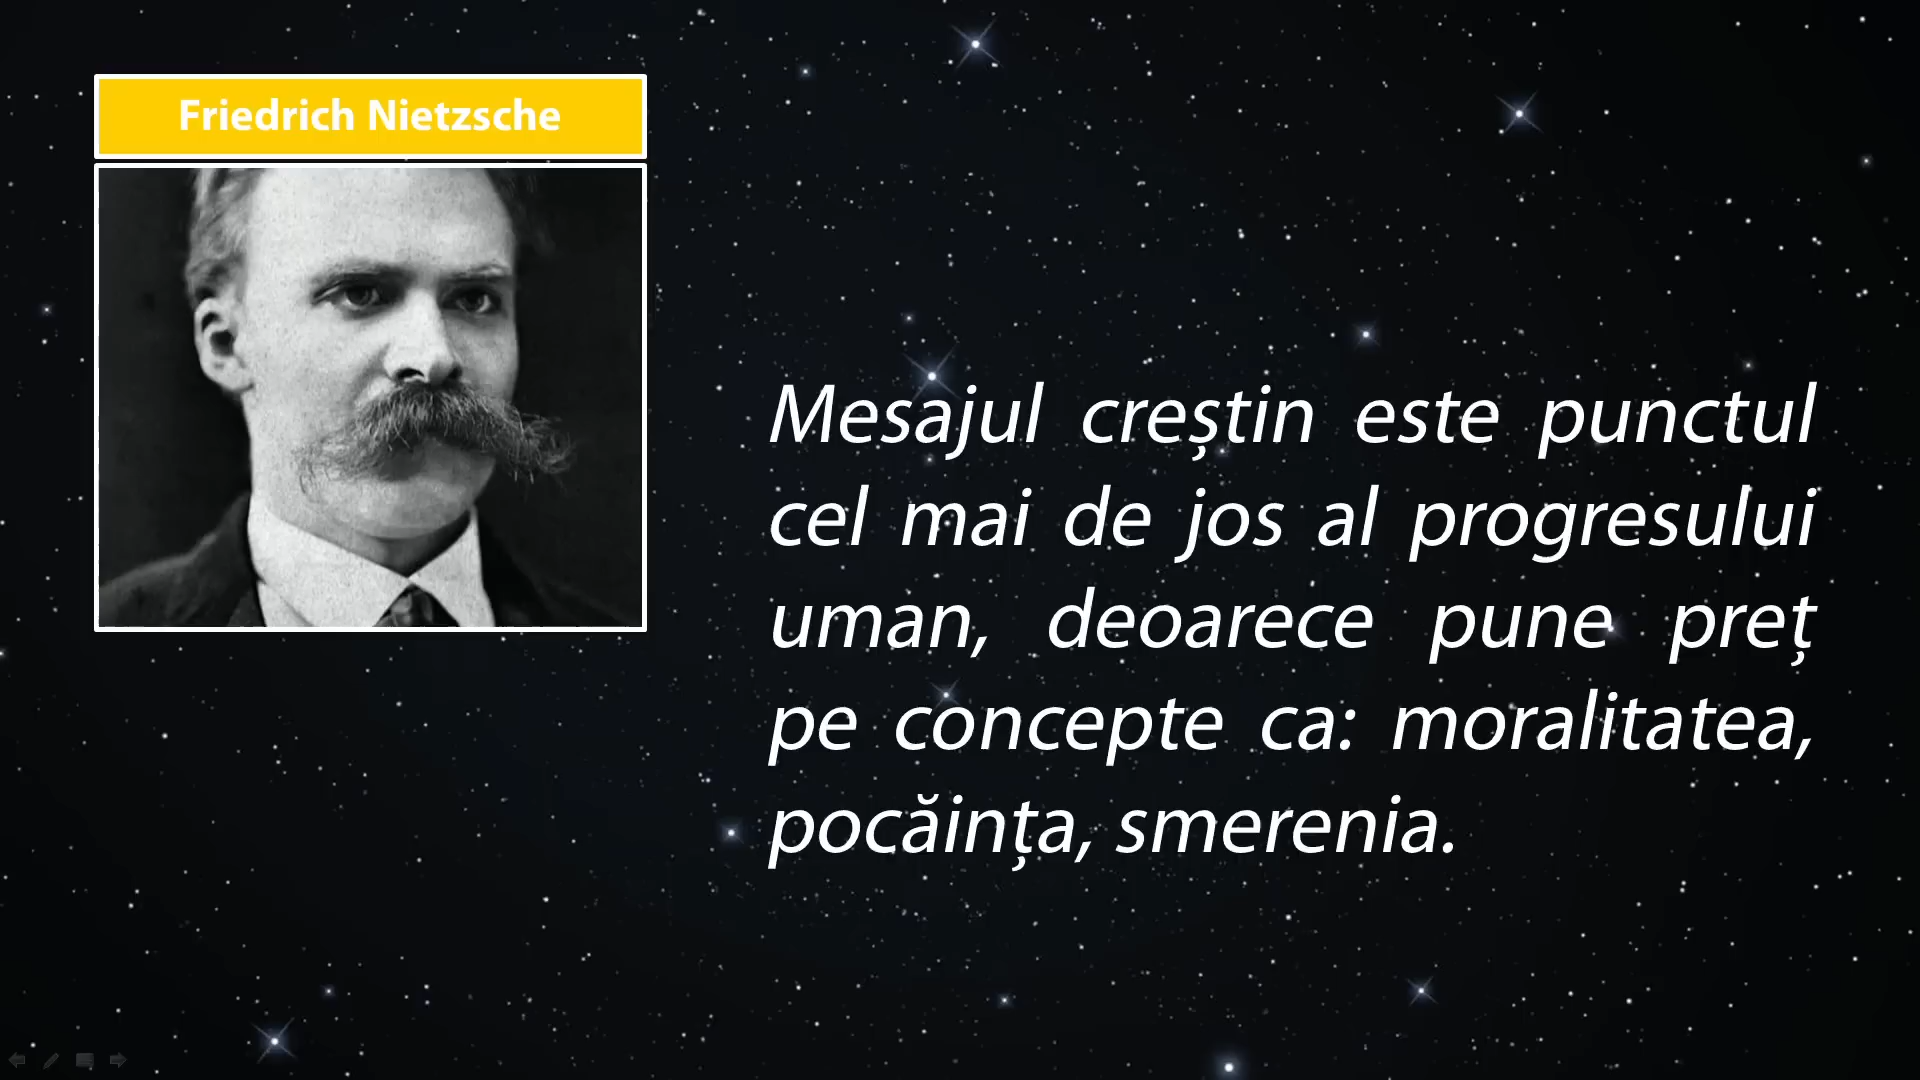 Friedrich Nietzsche
Mesajul creștin este punctul
cel mai de jos al progresului
uman, deoarece pune preț
pe concepte ca: moralitatea,
pocăința, smerenia.